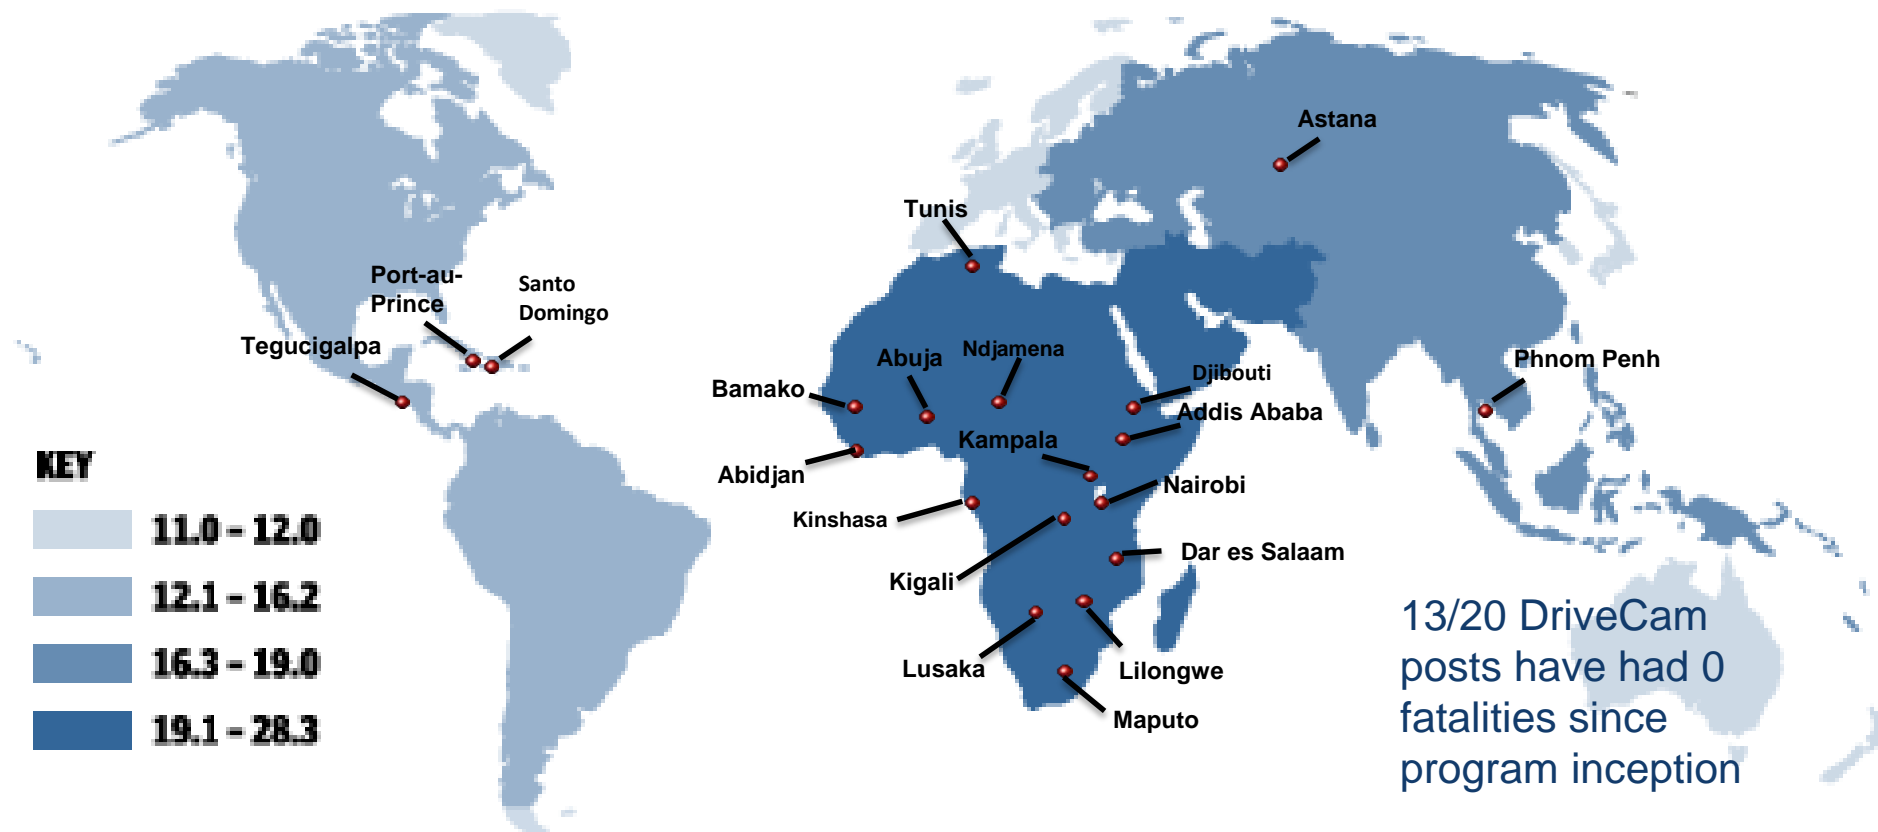 Astana
Tunis
Port-au-
Prince
Santo
Domingo
Tegucigalpa
Abuja
Ndjamena
Phnom Penh
Bamako
Djibouti
Addis Ababa
Kampala
Abidjan
Nairobi
Kinshasa
Dar es Salaam
Kigali
Lusaka
Lilongwe
Maputo
KEY
11.0 – 12.0
12.1 – 16.2
16.3 – 19.0
19.1 – 28.3
13/20 DriveCam
posts have had 0
fatalities since
program inception